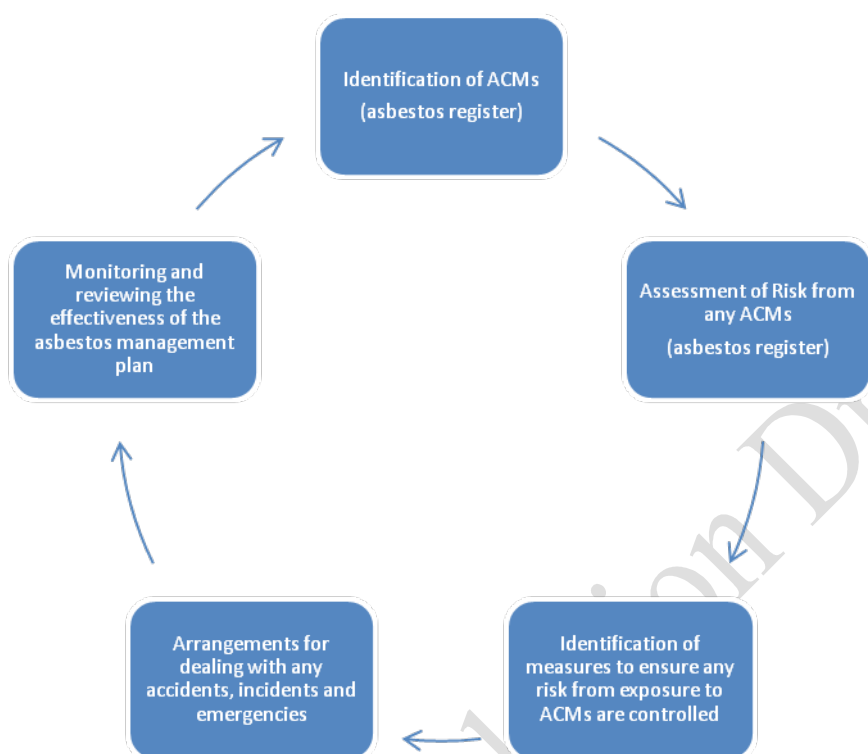 Identification of ACMs
(asbestos register)
Assessment of Risk from
any ACMs
(asbestos register)
Identification of
measures to ensure any
risk from exposure to
ACMs are controlled
Arrangements for
dealing with any
accidents, incidents and
emergencies
Monitoring and
reviewing the
effectiveness of the
asbestos management
plan